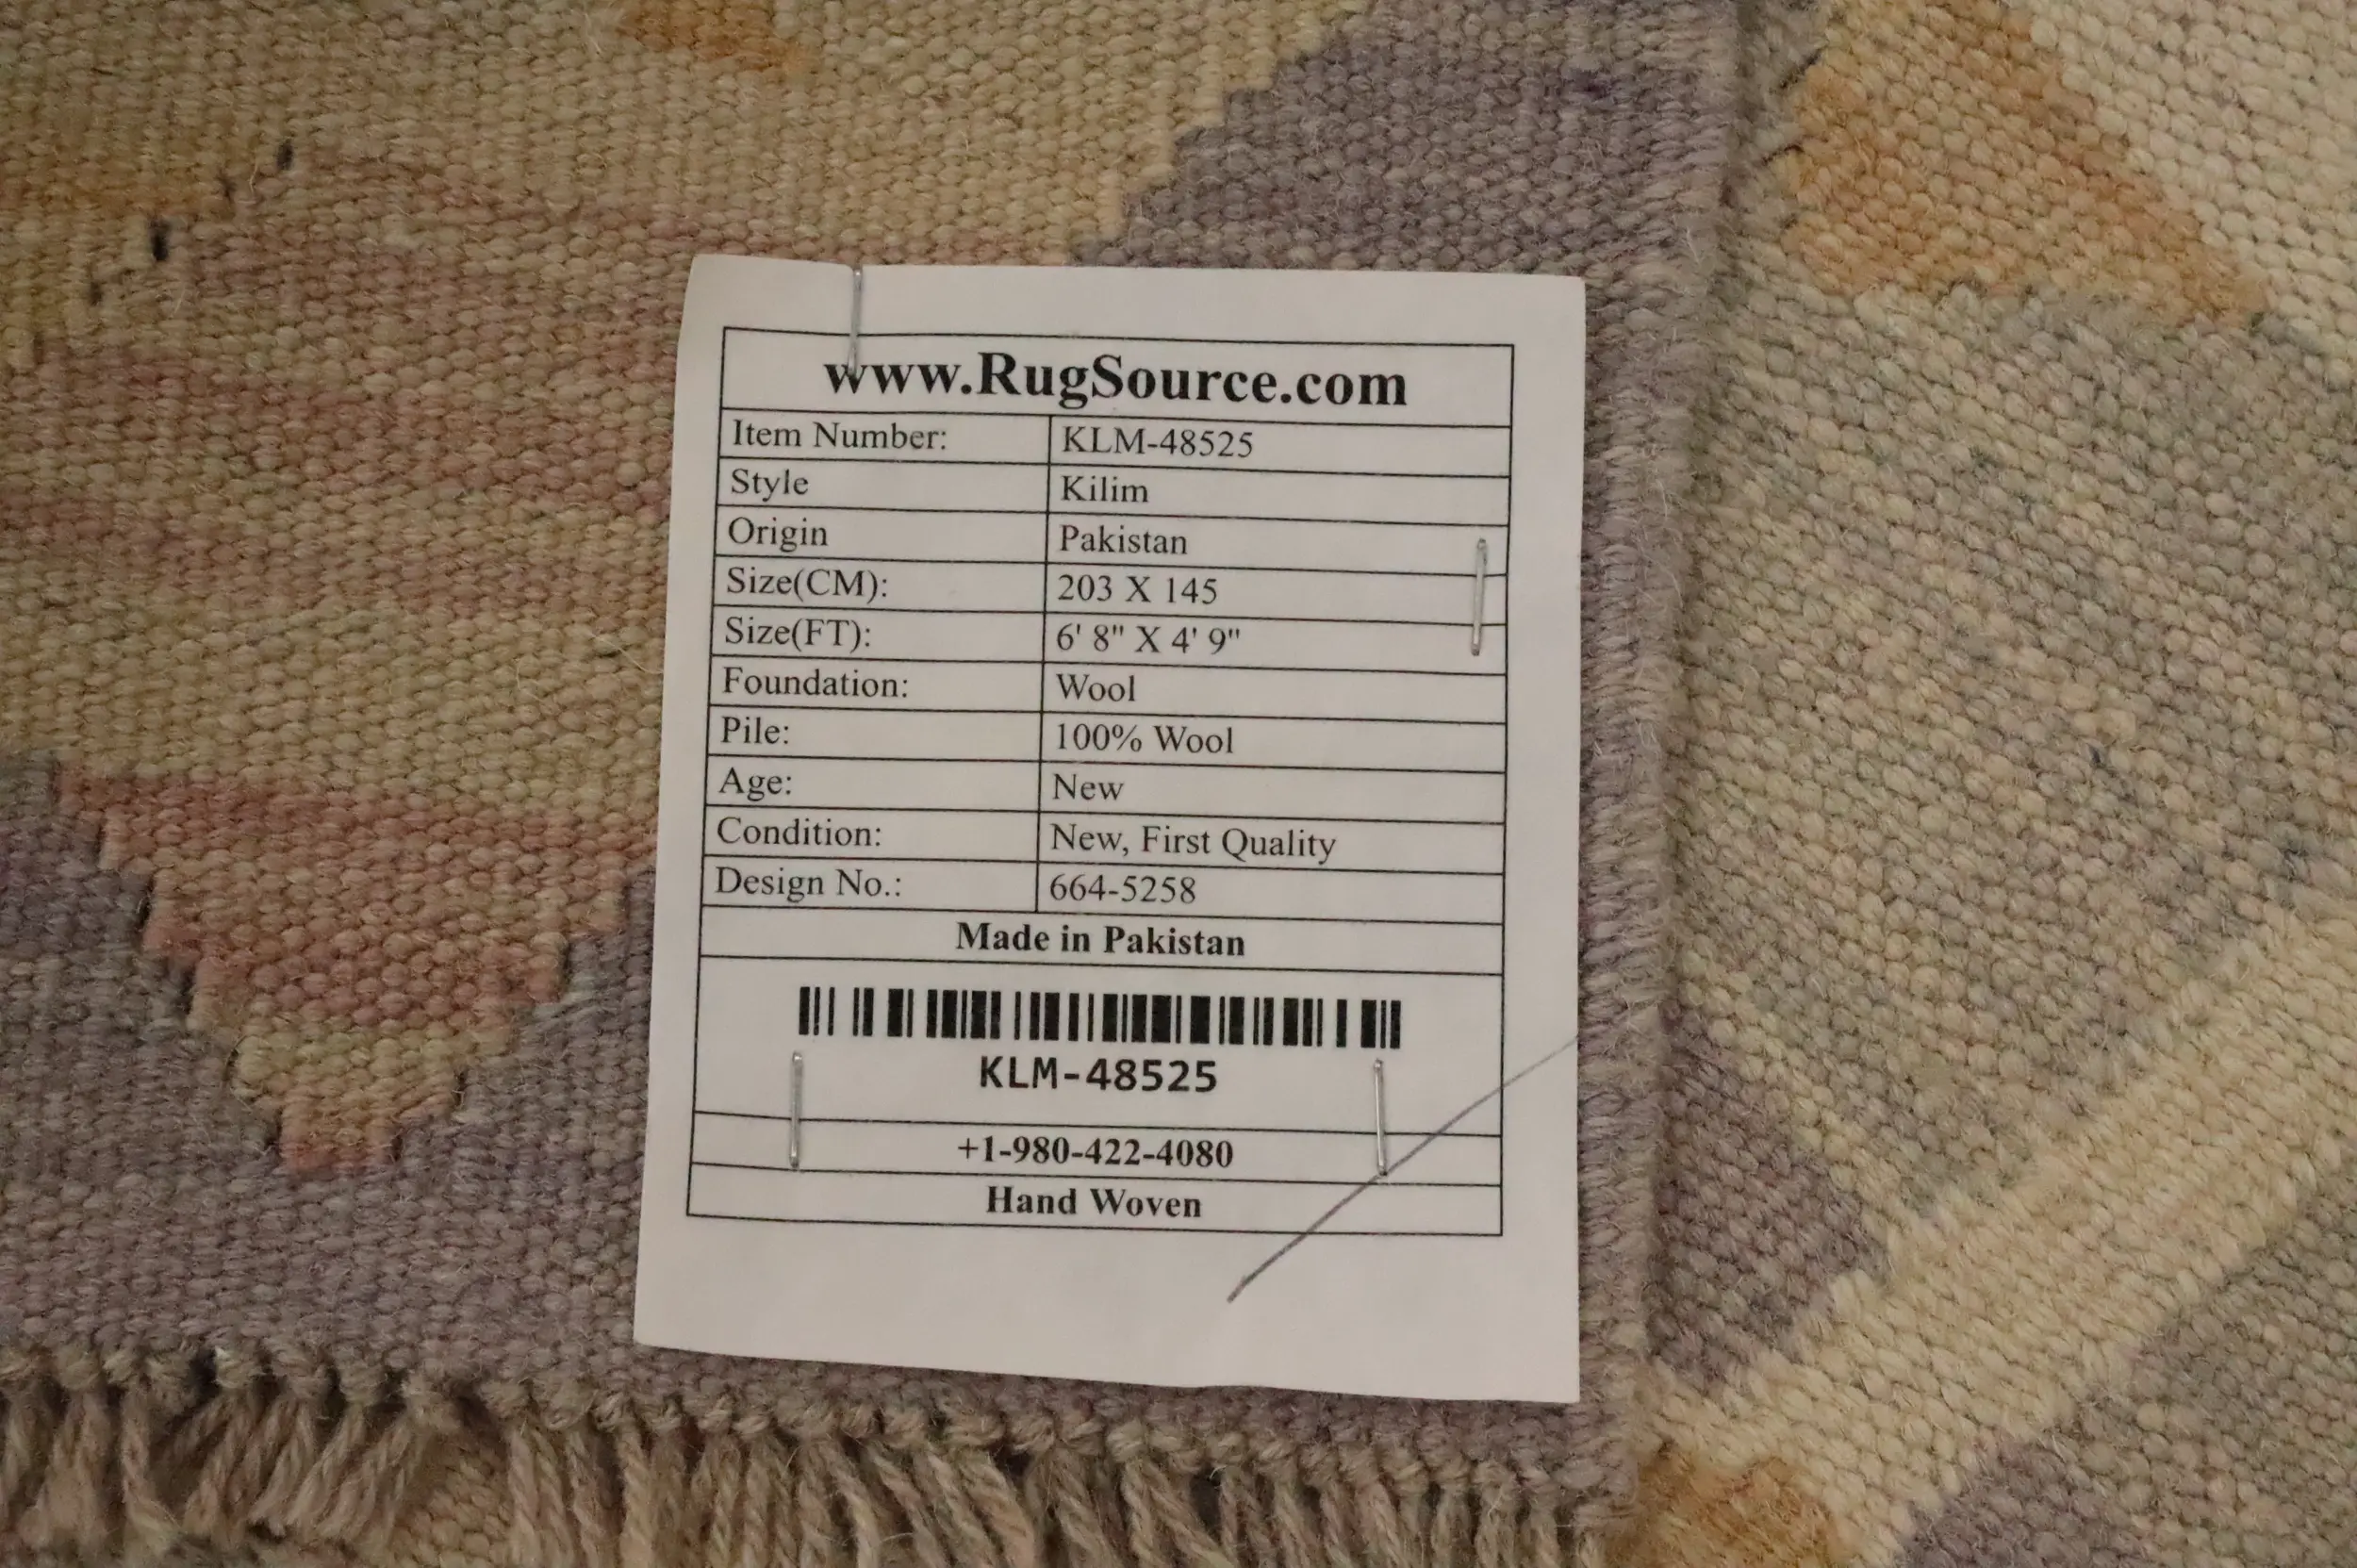 www.RugSource.com
Item Number: KLM-48525
Style Kilim
Origin Pakistan
Size(CM): 203 X 145
Size(FT): 6' 8" X 4' 9"
Foundation: Wool
Pile: 100% Wool
Age: New
Condition: New, First Quality
Design No.: 664-5258
Made in Pakistan
KLM-48525
+1-980-422-4080
Hand Woven